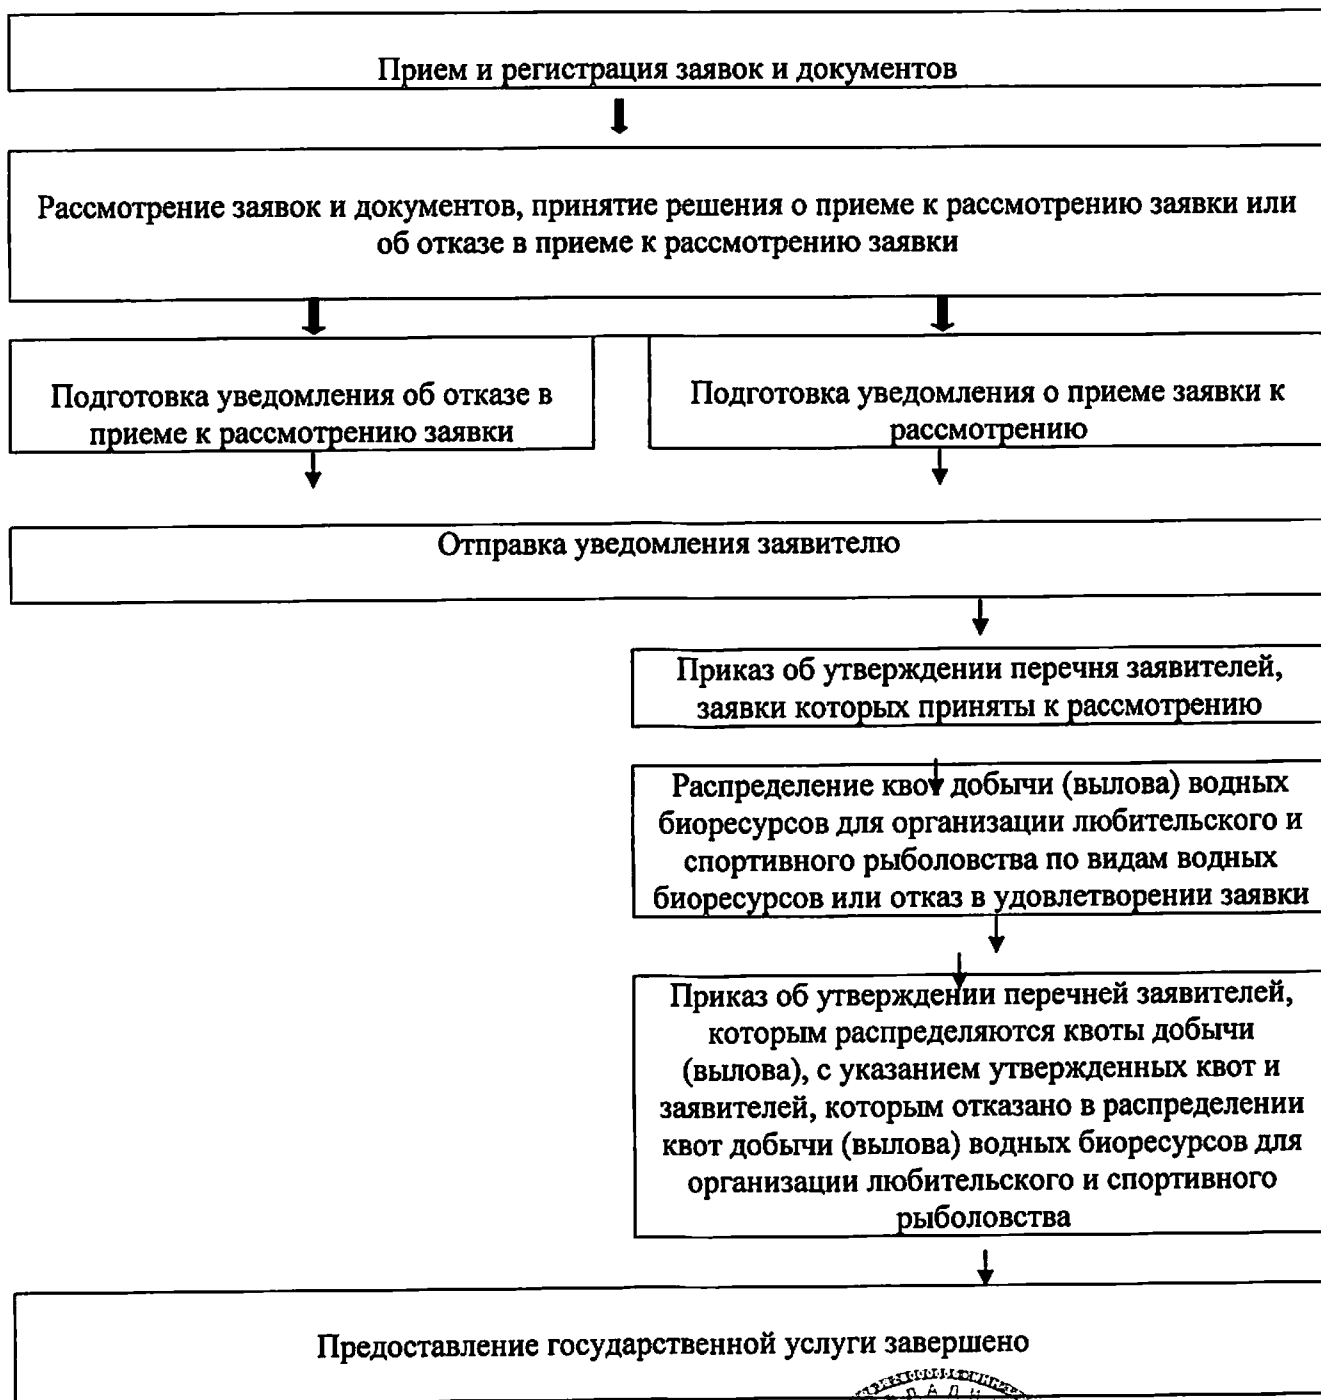 Прием и регистрация заявок и документов
Рассмотрение заявок и документов, принятие решения о приеме к рассмотрению заявки или
об отказе в приеме к рассмотрению заявки
Подготовка уведомления об отказе в
приеме к рассмотрению заявки
Подготовка уведомления о приеме заявки к
рассмотрению
Отправка уведомления заявителю
Приказ об утверждении перечня заявителей,
заявки которых приняты к рассмотрению
Распределение квот добычи (вылова) водных
биоресурсов для организации любительского и
спортивного рыболовства по видам водных
биоресурсов или отказ в удовлетворении заявки
Приказ об утверждении перечней заявителей,
которым распределяются квоты добычи
(вылова), с указанием утвержденных квот и
заявителей, которым отказано в распределении
квот добычи (вылова) водных биоресурсов для
организации любительского и спортивного
рыболовства
Предоставление государственной услуги завершено